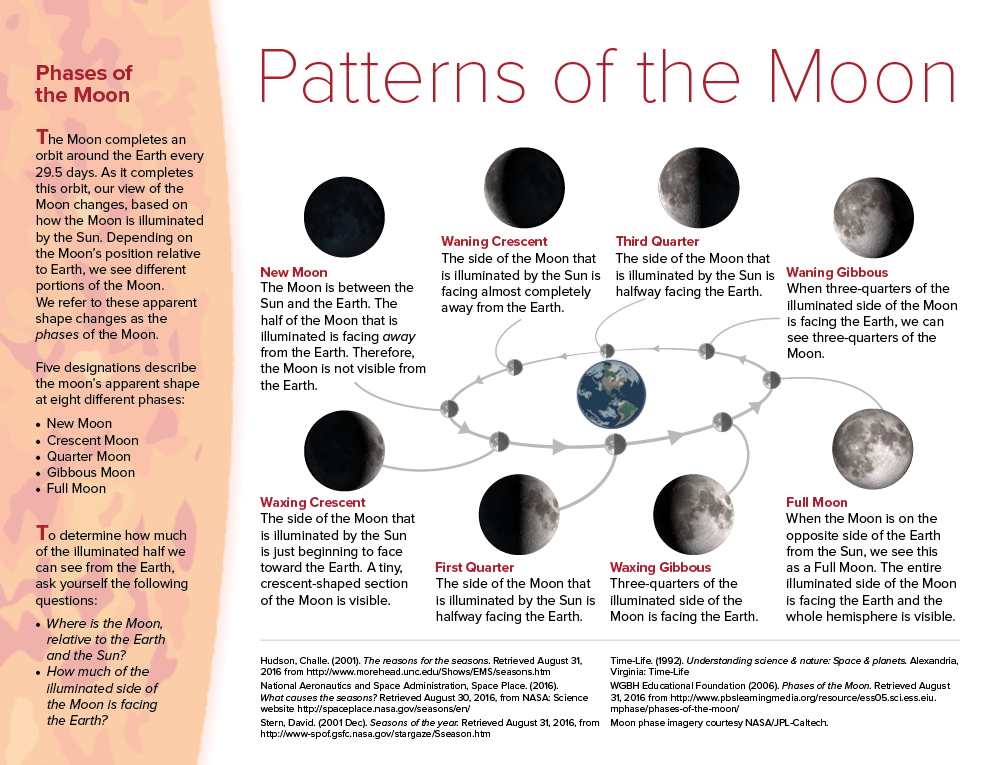 Phases of
the Moon
The Moon completes an
orbit around the Earth every
29.5 days. As it completes
this orbit, our view of the
Moon changes, based on
how the Moon is illuminated
by the Sun. Depending on
the Moon's position relative
to Earth, we see different
portions of the Moon.
We refer to these apparent
shape changes as the
phases of the Moon.
Five designations describe
the moon's apparent shape
at eight different phases:
• New Moon
• Crescent Moon
• Quarter Moon
• Gibbous Moon
• Full Moon
To determine how much
of the illuminated half we
can see from the Earth,
ask yourself the following
questions:
• Where is the Moon,
relative to the Earth
and the Sun?
• How much of the
illuminated side of
the Moon is facing
the Earth?
Patterns of the Moon
New Moon
The Moon is between the
Sun and the Earth. The
half of the Moon that is
illuminated is facing away
from the Earth. Therefore,
the Moon is not visible from
the Earth.
Waning Crescent
The side of the Moon that
is illuminated by the Sun is
facing almost completely
away from the Earth.
Third Quarter
The side of the Moon that
is illuminated by the Sun is
halfway facing the Earth.
Waning Gibbous
When three-quarters of the
illuminated side of the Moon
is facing the Earth, we can
see three-quarters of the
Moon.
Waxing Crescent
The side of the Moon that
is illuminated by the Sun
is just beginning to face
toward the Earth. A tiny,
crescent-shaped section
of the Moon is visible.
First Quarter
The side of the Moon that
is illuminated by the Sun is
halfway facing the Earth.
Waxing Gibbous
Three-quarters of the
illuminated side of the
Moon is facing the Earth.
Full Moon
When the Moon is on the
opposite side of the Earth
from the Sun, we see this
as a Full Moon. The entire
illuminated side of the Moon
is facing the Earth and the
whole hemisphere is visible.
Hudson, Challe. (2001). The reasons for the seasons. Retrieved August 31,
2016 from http://www.morehead.unc.edu/Shows/EMS/seasons.htm
National Aeronautics and Space Administration, Space Place. (2016).
What causes the seasons? Retrieved August 30, 2016, from NASA: Science
website http://spaceplace.nasa.gov/seasons/en/
Stern, David. (2001 Dec). Seasons of the year. Retrieved August 31, 2016, from
http://www-spof.gsfc.nasa.gov/stargaze/Sseason.htm
Time-Life. (1992). Understanding science & nature: Space & planets. Alexandria,
Virginia: Time-Life
WGBH Educational Foundation (2006). Phases of the Moon. Retrieved August
31, 2016 from http://www.pbslearningmedia.org/resource/ess05.sci.ess.eiu.
mphase/phases-of-the-moon/
Moon phase imagery courtesy NASA/JPL-Caltech.